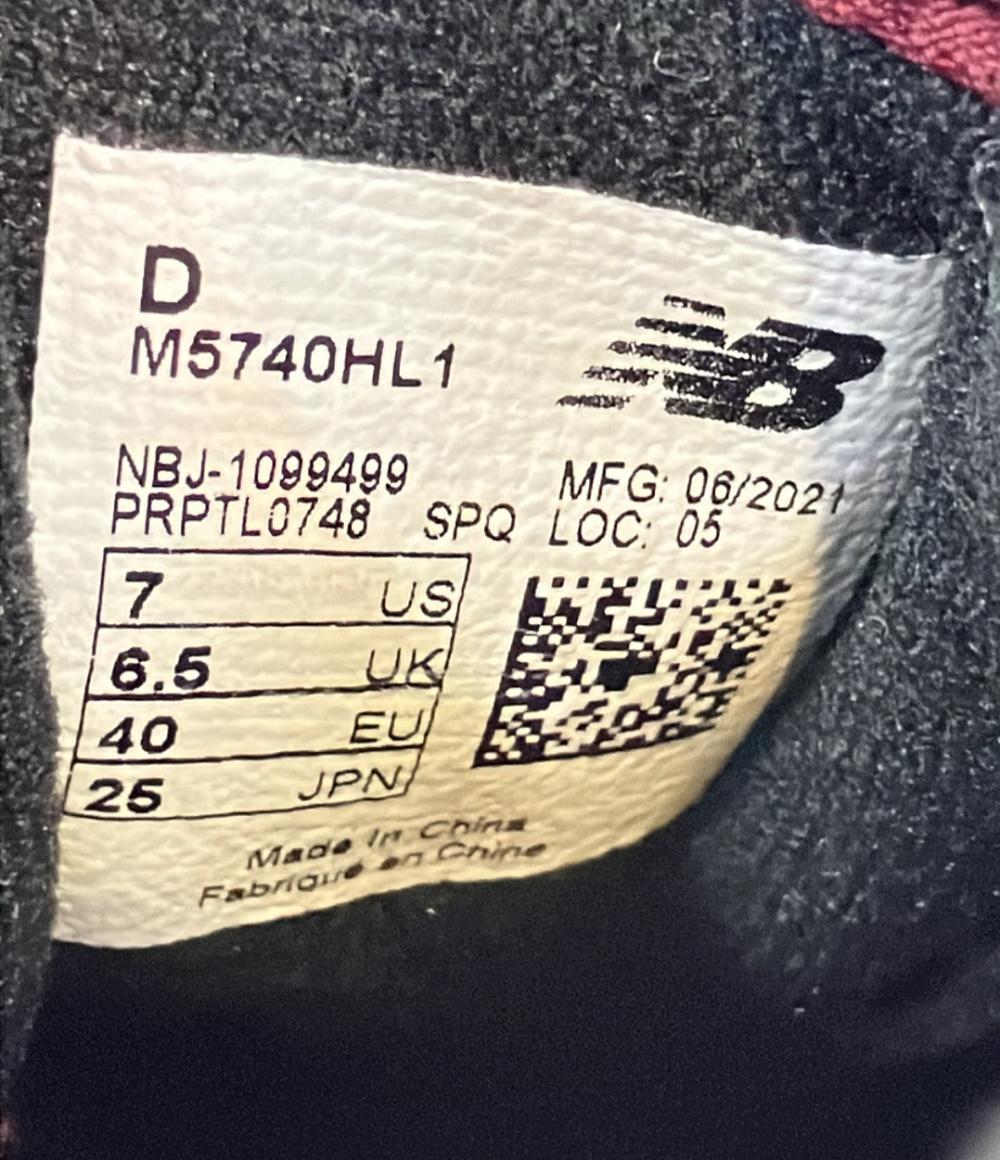 D
M5740HL1
NB
NBJ-1099499 MFG: 06/2021
PRPTL0748 SPQ LOC: 05
7 US
6.5 UK
40 EU
25 JPN
Made in China
Fabriqué en Chine